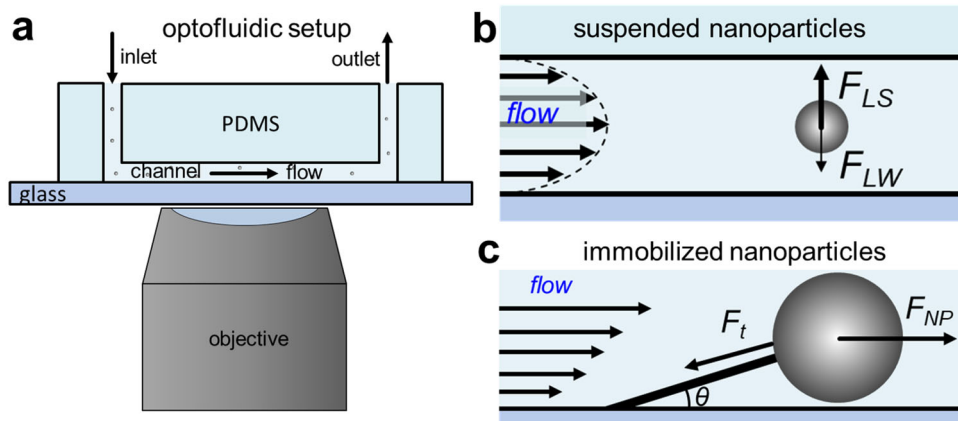 a
optofluidic setup
inlet
outlet
PDMS
channel
flow
glass
objective
b
suspended nanoparticles
flow
F_LS
F_LW
c
immobilized nanoparticles
flow
F_t
F_NP
θ